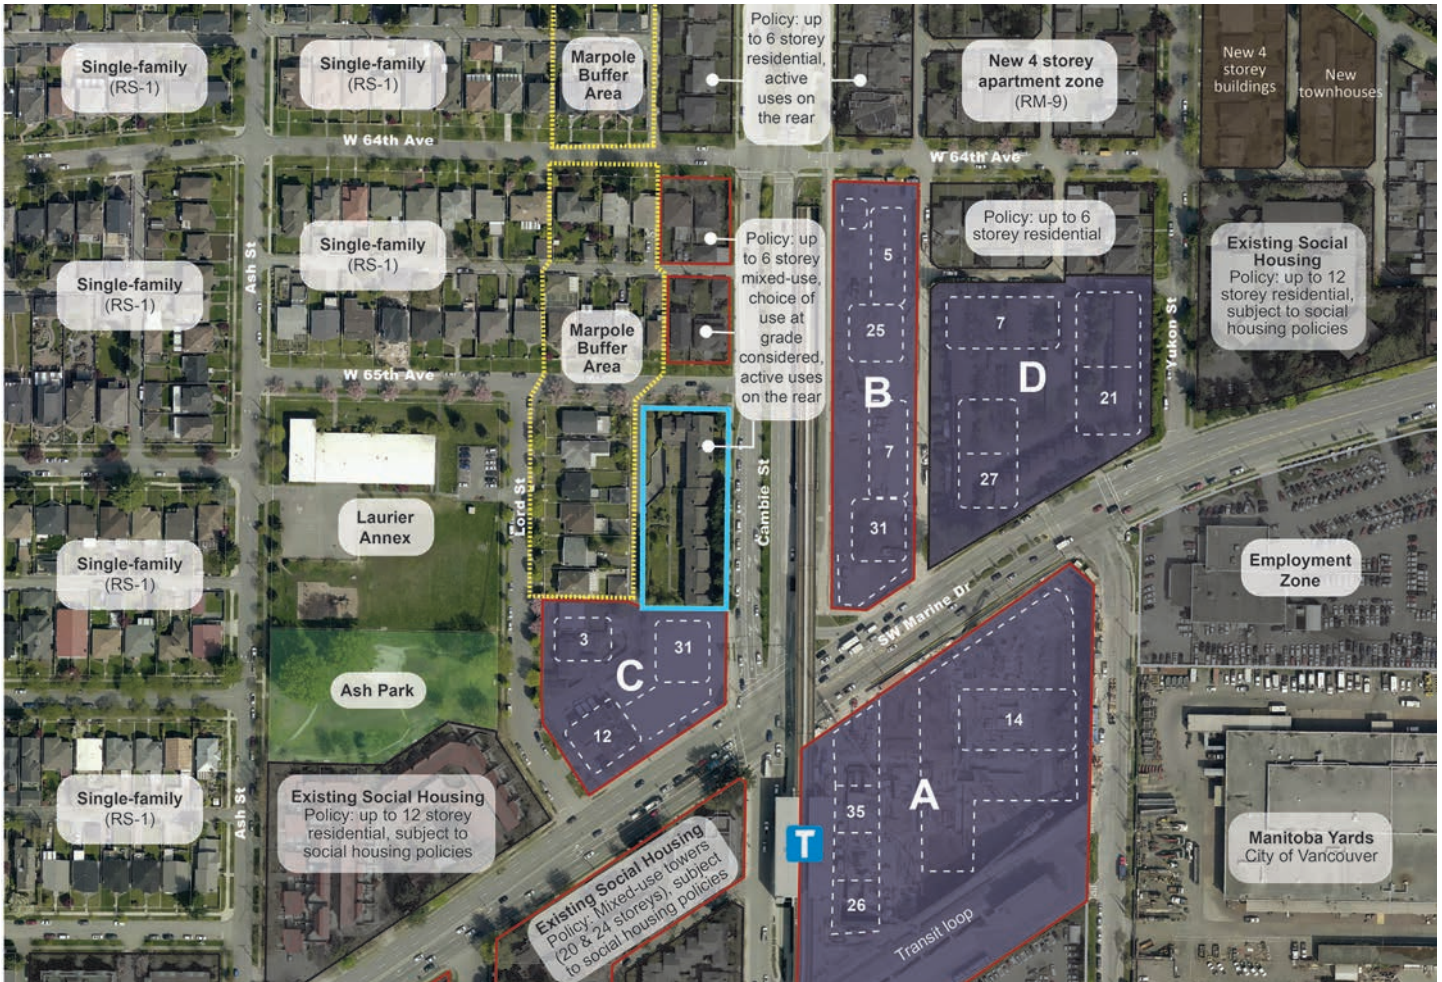 Single-family
(RS-1)
Single-family
(RS-1)
Marpole
Buffer
Area
Policy: up
to 6 storey
residential,
active
uses on
the rear
New 4 storey
apartment zone
(RM-9)
New 4
storey
buildings
New
townhouses
W 64th Ave
W 64th Ave
Single-family
(RS-1)
Ash St
Single-family
(RS-1)
Marpole
Buffer
Area
Policy: up
to 6 storey
mixed-use,
choice of
use at
grade
considered,
active uses
on the rear
5
25
B
7
31
Policy: up to 6
storey residential
7
D
21
27
Yukon St
Existing Social
Housing
Policy: up to 12
storey residential,
subject to social
housing policies
W 65th Ave
Laurier
Annex
Lord St
Cambie St
SW Marine Dr
Employment
Zone
Single-family
(RS-1)
Ash Park
3
31
C
12
Single-family
(RS-1)
Ash St
Existing Social Housing
Policy: up to 12 storey
residential, subject to
social housing policies
Existing Social Housing
Policy: Mixed-use towers
(20 & 24 storeys), subject
to social housing policies
T
14
A
35
26
Transit loop
Manitoba Yards
City of Vancouver